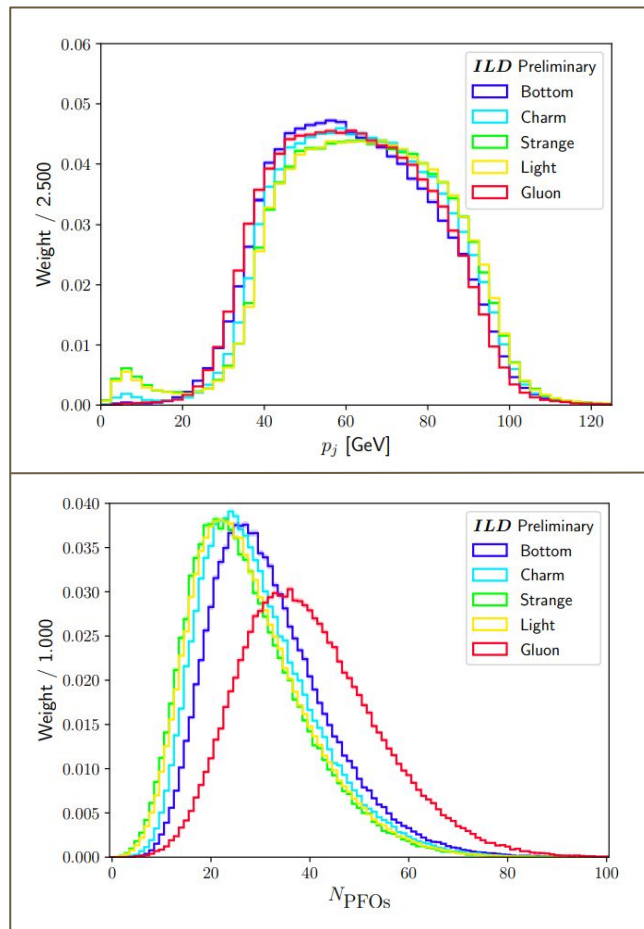 0.06
0.05
0.04
0.03
0.02
0.01
0.00
Weight / 2.500
ILD Preliminary
Bottom
Charm
Strange
Light
Gluon
0 20 40 60 80 100 120
p_j [GeV]
0.040
0.035
0.030
0.025
0.020
0.015
0.010
0.005
0.000
Weight / 1.000
ILD Preliminary
Bottom
Charm
Strange
Light
Gluon
0 20 40 60 80 100
N_PFOs